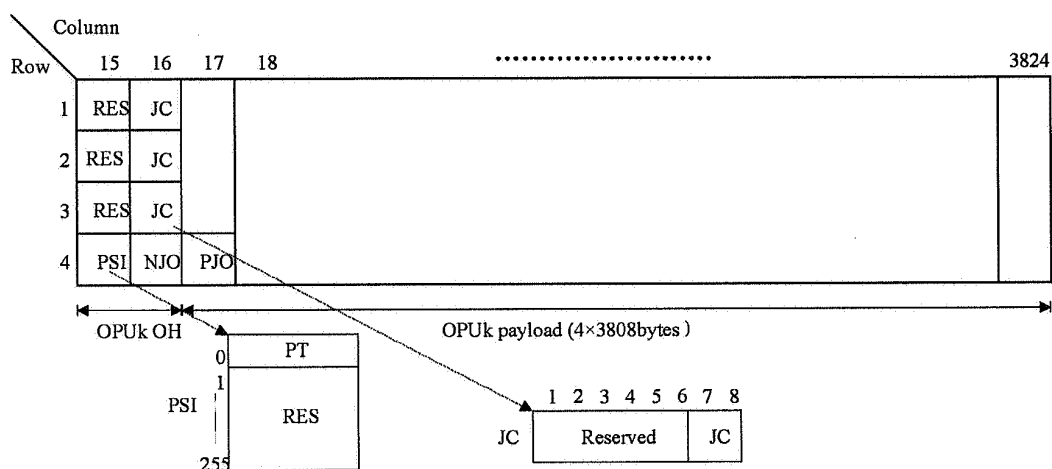 Column
Row 15 16 17 18 ........................ 3824
1 RES JC
2 RES JC
3 RES JC
4 PSI NJO PJO
OPUk OH OPUk payload (4×3808bytes）
0 PT
1
PSI RES
255
1 2 3 4 5 6 7 8
JC Reserved JC